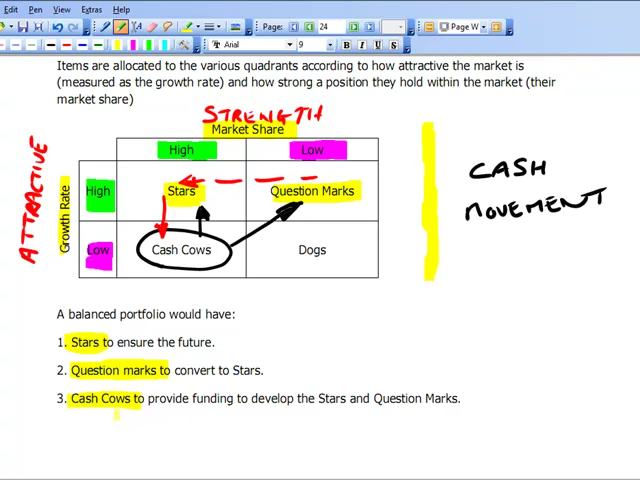 Edit Pen View Extras Help
Page: 24 Page W
Arial 9 B I U
Items are allocated to the various quadrants according to how attractive the market is
(measured as the growth rate) and how strong a position they hold within the market (their
market share)
STRENGTH
Market Share
High Low
ATTRACTIVE
Growth Rate
High Stars Question Marks
Low Cash Cows Dogs
CASH
MOVEMENT
A balanced portfolio would have:
1. Stars to ensure the future.
2. Question marks to convert to Stars.
3. Cash Cows to provide funding to develop the Stars and Question Marks.